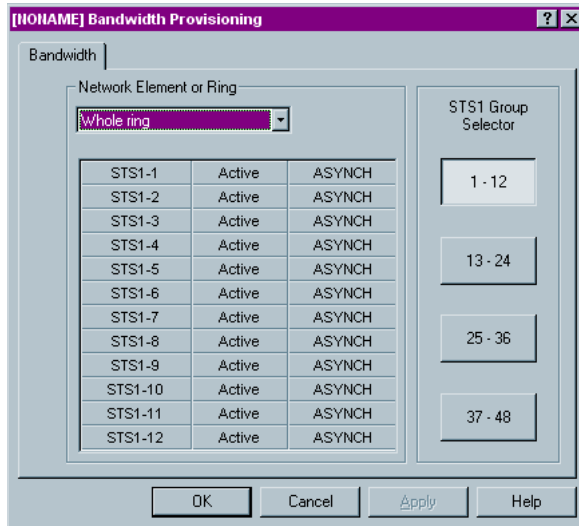 [NONAME] Bandwidth Provisioning
Bandwidth
Network Element or Ring
Whole ring
STS1-1 Active ASYNCH
STS1-2 Active ASYNCH
STS1-3 Active ASYNCH
STS1-4 Active ASYNCH
STS1-5 Active ASYNCH
STS1-6 Active ASYNCH
STS1-7 Active ASYNCH
STS1-8 Active ASYNCH
STS1-9 Active ASYNCH
STS1-10 Active ASYNCH
STS1-11 Active ASYNCH
STS1-12 Active ASYNCH
STS1 Group
Selector
1 - 12
13 - 24
25 - 36
37 - 48
OK Cancel Apply Help